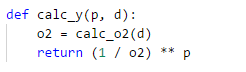 def calc_y(p, d):
    o2 = calc_o2(d)
    return (1 / o2) ** p